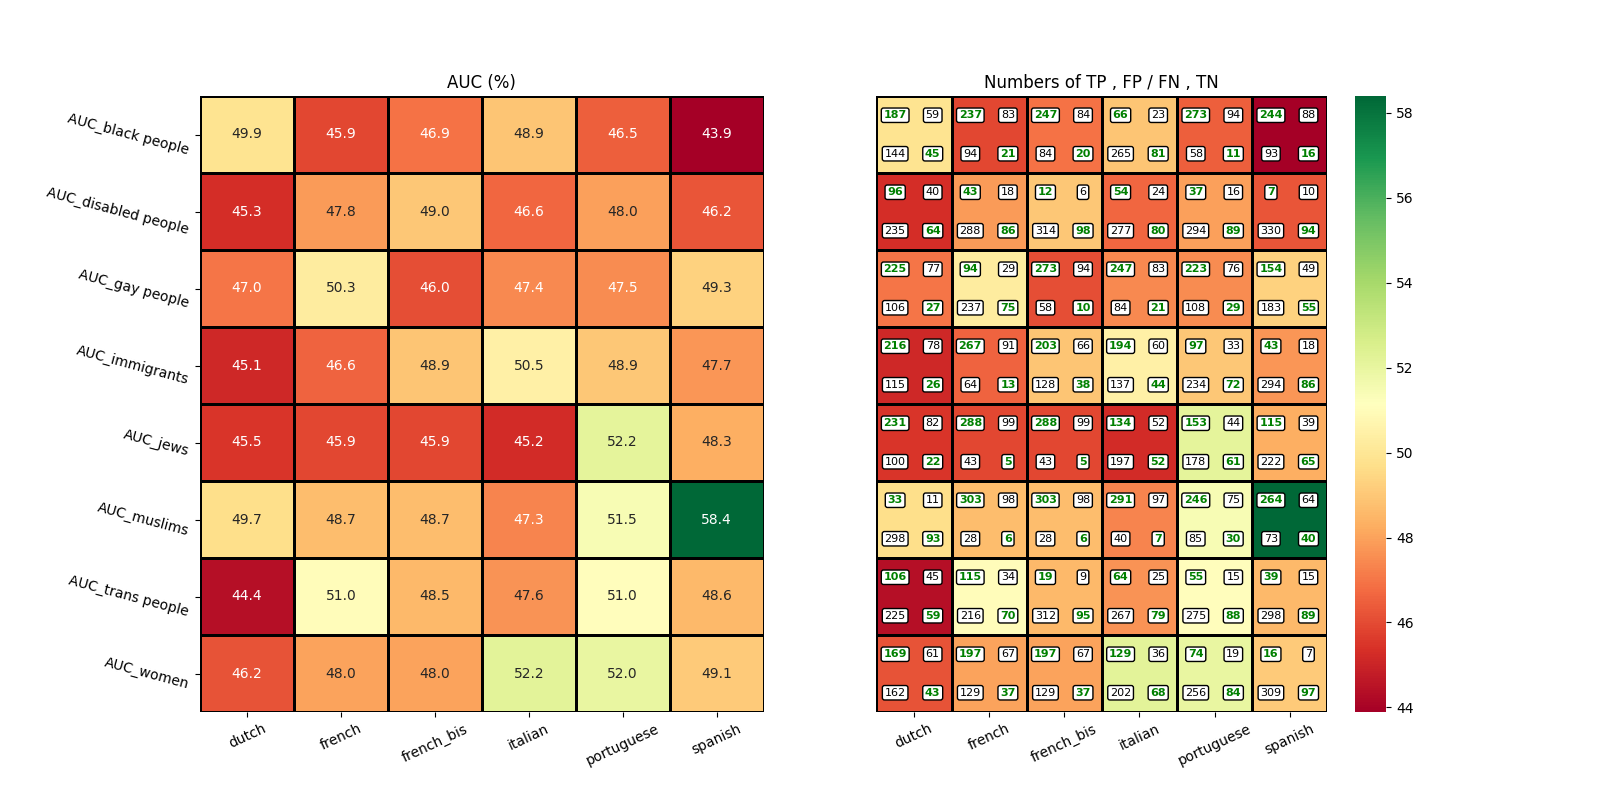 AUC (%)
Numbers of TP , FP / FN , TN
AUC_black people 49.9 45.9 46.9 48.9 46.5 43.9
187 59 237 83 247 84 66 23 273 94 244 88
144 45 94 21 84 20 265 81 58 11 93 16
AUC_disabled people 45.3 47.8 49.0 46.6 48.0 46.2
96 40 43 18 12 6 54 24 37 16 7 10
235 64 288 86 314 98 277 80 294 89 330 94
AUC_gay people 47.0 50.3 46.0 47.4 47.5 49.3
225 77 94 29 273 94 247 83 223 76 154 49
106 27 237 75 58 10 84 21 108 29 183 55
AUC_immigrants 45.1 46.6 48.9 50.5 48.9 47.7
216 78 267 91 203 66 194 60 97 33 43 18
115 26 64 13 128 38 137 44 234 72 294 86
AUC_jews 45.5 45.9 45.9 45.2 52.2 48.3
231 82 288 99 288 99 134 52 153 44 115 39
100 22 43 5 43 5 197 52 178 61 222 65
AUC_muslims 49.7 48.7 48.7 47.3 51.5 58.4
33 11 303 98 303 98 291 97 246 75 264 64
298 93 28 6 28 6 40 7 85 30 73 40
AUC_trans people 44.4 51.0 48.5 47.6 51.0 48.6
106 45 115 34 19 9 64 25 55 15 39 15
225 59 216 70 312 95 267 79 275 88 298 89
AUC_women 46.2 48.0 48.0 52.2 52.0 49.1
169 61 197 67 197 67 129 36 74 19 16 7
162 43 129 37 129 37 202 68 256 84 309 97
dutch french french_bis italian portuguese spanish
dutch french french_bis italian portuguese spanish
58
56
54
52
50
48
46
44